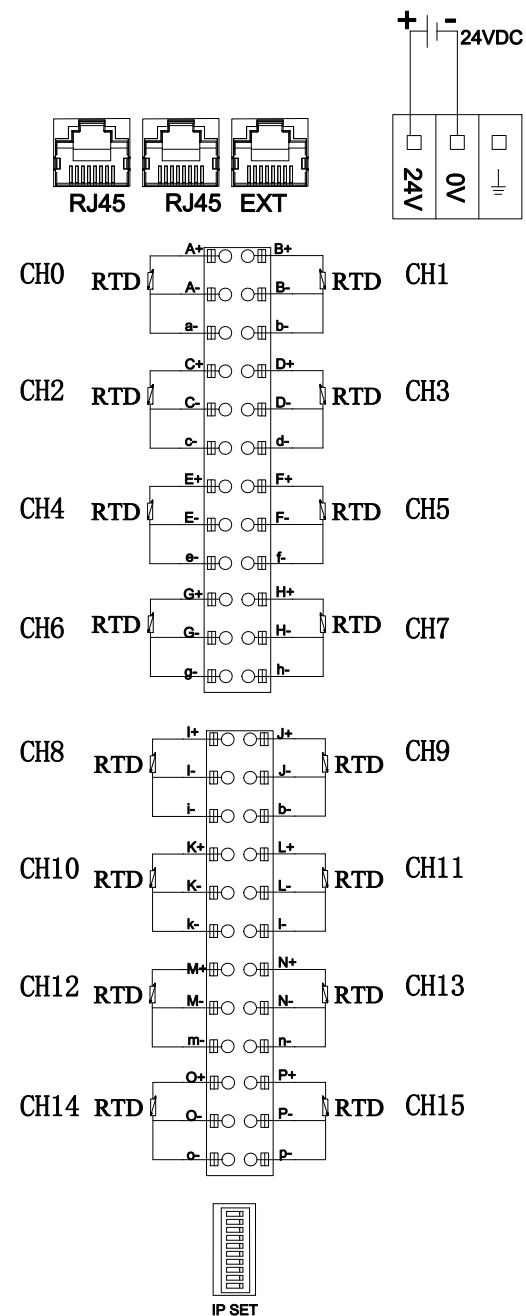 + - 24VDC
24V 0V
RJ45 RJ45 EXT
A+ B+
CH0 RTD RTD CH1
A- B-
a- b-
C+ D+
CH2 RTD RTD CH3
C- D-
c- d-
E+ F+
CH4 RTD RTD CH5
E- F-
e- f-
G+ H+
CH6 RTD RTD CH7
G- H-
g- h-
I+ J+
CH8 RTD RTD CH9
I- J-
i- b-
K+ L+
CH10 RTD RTD CH11
K- L-
k- l-
M+ N+
CH12 RTD RTD CH13
M- N-
m- n-
O+ P+
CH14 RTD RTD CH15
O- P-
o- p-
IP SET